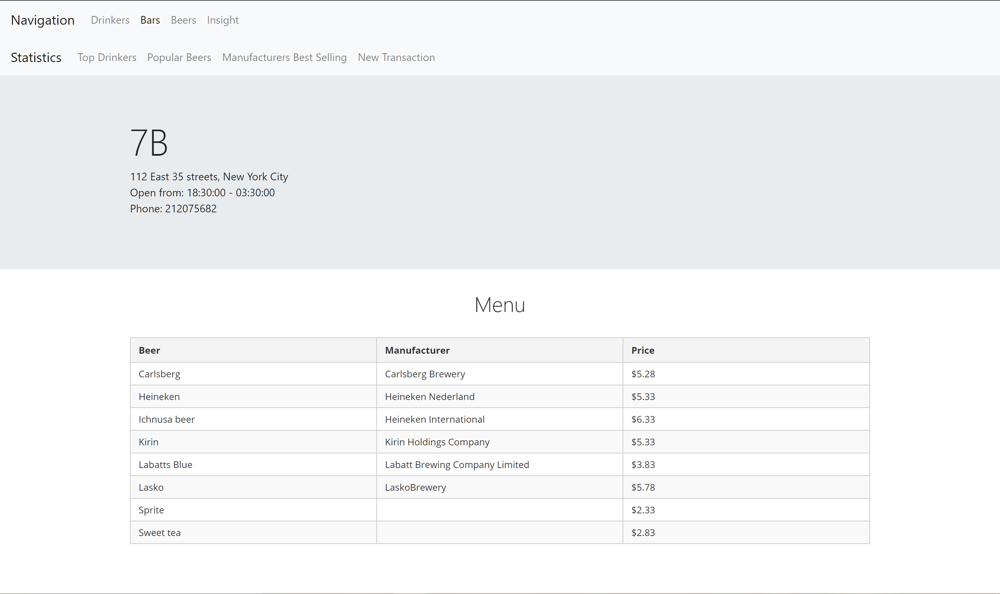 Navigation Drinkers Bars Beers Insight
Statistics Top Drinkers Popular Beers Manufacturers Best Selling New Transaction
7B
112 East 35 streets, New York City
Open from: 18:30:00 - 03:30:00
Phone: 212075682
Menu
Beer Manufacturer Price
Carlsberg Carlsberg Brewery $5.28
Heineken Heineken Nederland $5.33
Ichnusa beer Heineken International $6.33
Kirin Kirin Holdings Company $5.33
Labatts Blue Labatt Brewing Company Limited $3.83
Lasko LaskoBrewery $5.78
Sprite $2.33
Sweet tea $2.83